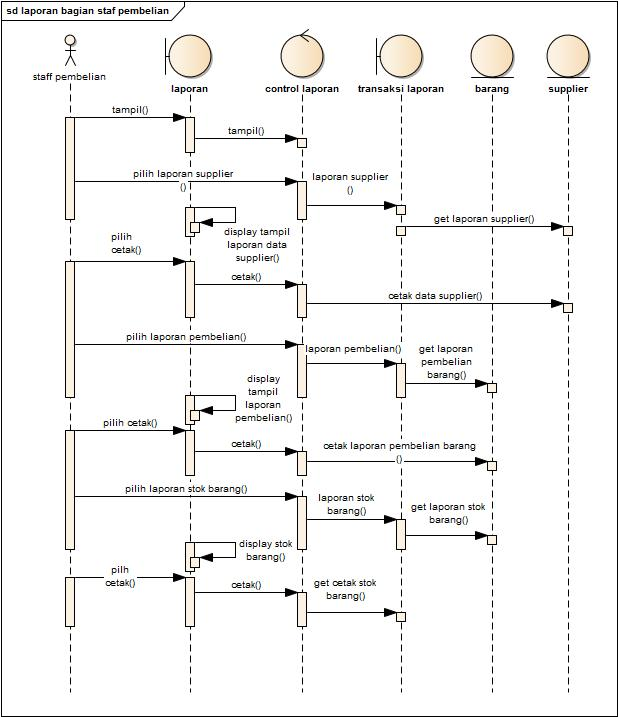 sd laporan bagian staf pembelian
staff pembelian
laporan
control laporan
transaksi laporan
barang
supplier
tampil()
tampil()
pilih laporan supplier
()
laporan supplier
()
get laporan supplier()
display tampil
laporan data
supplier()
pilih
cetak()
cetak()
cetak data supplier()
pilih laporan pembelian()
laporan pembelian()
get laporan
pembelian
barang()
display
tampil
laporan
pembelian()
pilih cetak()
cetak()
cetak laporan pembelian barang
()
pilih laporan stok barang()
laporan stok
barang()
get laporan stok
barang()
display stok
barang()
pilh
cetak()
cetak()
get cetak stok
barang()